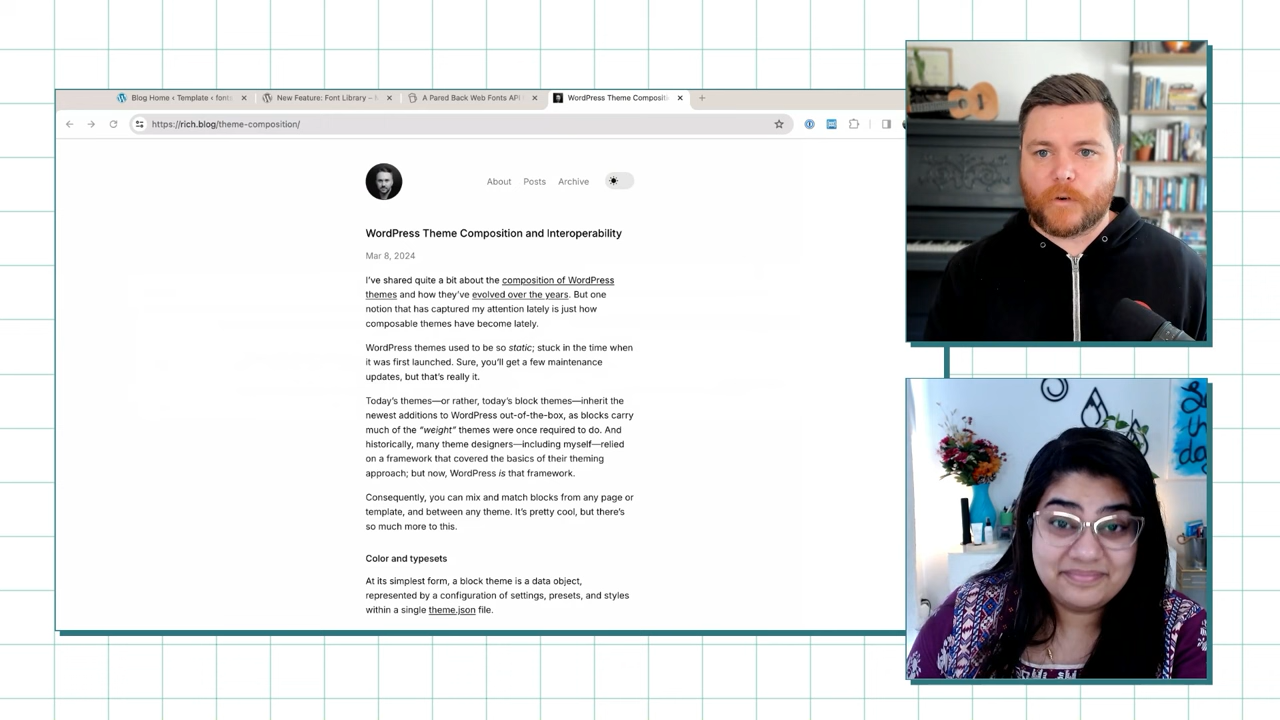 Blog Home ‹ Template ‹ font
New Feature: Font Library –
A Pared Back Web Fonts API
WordPress Theme Composit
https://rich.blog/theme-composition/
About Posts Archive
WordPress Theme Composition and Interoperability
Mar 8, 2024
I've shared quite a bit about the composition of WordPress
themes and how they've evolved over the years. But one
notion that has captured my attention lately is just how
composable themes have become lately.
WordPress themes used to be so static; stuck in the time when
it was first launched. Sure, you'll get a few maintenance
updates, but that's really it.
Today's themes—or rather, today's block themes—inherit the
newest additions to WordPress out-of-the-box, as blocks carry
much of the "weight" themes were once required to do. And
historically, many theme designers—including myself—relied
on a framework that covered the basics of their theming
approach; but now, WordPress is that framework.
Consequently, you can mix and match blocks from any page or
template, and between any theme. It's pretty cool, but there's
so much more to this.
Color and typesets
At its simplest form, a block theme is a data object,
represented by a configuration of settings, presets, and styles
within a single theme.json file.